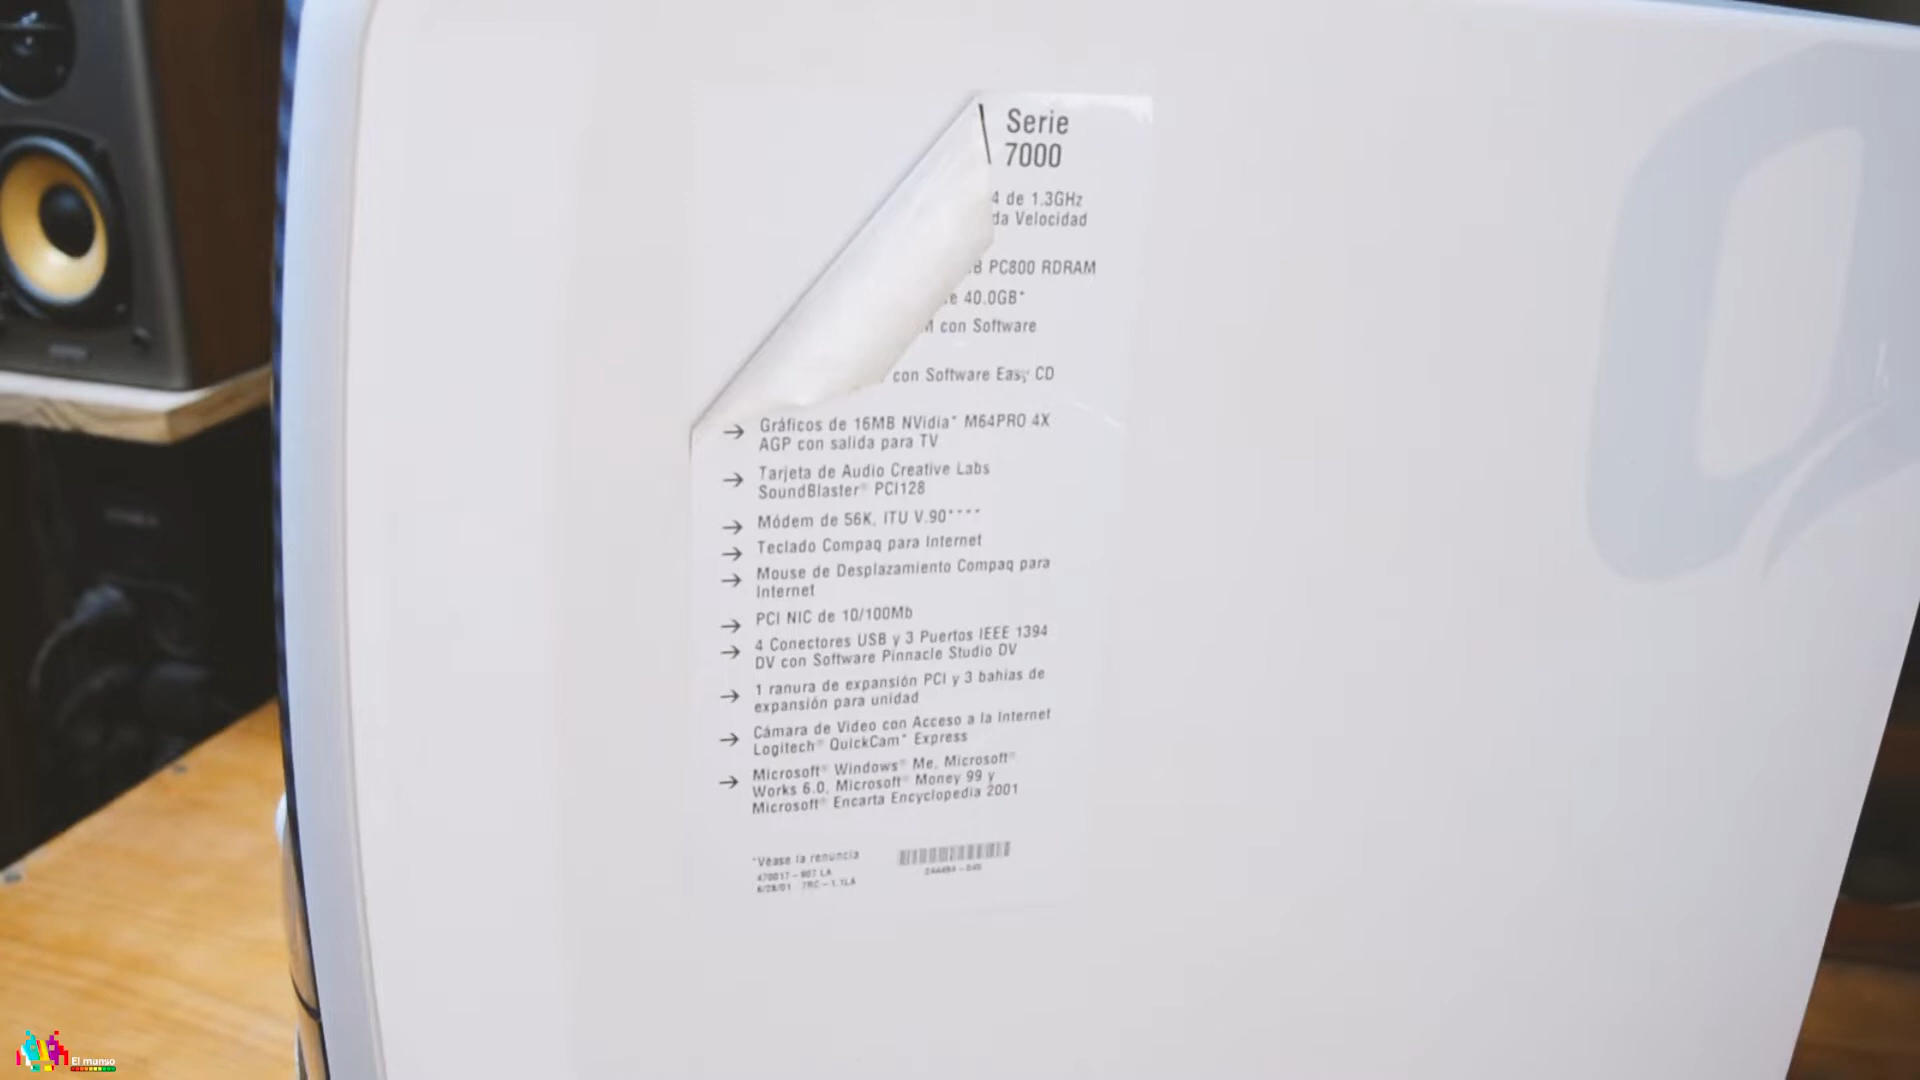 Serie
7000
4 de 1.3GHz
Velocidad
PC800 RDRAM
40.0GB*
con Software
con Software Easy CD
→ Gráficos de 16MB NVidia* M64PRO 4X
AGP con salida para TV
→ Tarjeta de Audio Creative Labs
SoundBlaster® PCI128
→ Módem de 56K, ITU V.90****
→ Teclado Compaq para Internet
→ Mouse de Desplazamiento Compaq para
Internet
→ PCI NIC de 10/100Mb
→ 4 Conectores USB y 3 Puertos IEEE 1394
DV con Software Pinnacle Studio DV
→ 1 ranura de expansión PCI y 3 bahias de
expansión para unidad
→ Cámara de Video con Acceso a la Internet
Logitech® QuickCam* Express
→ Microsoft® Windows® Me, Microsoft®
Works 6.0, Microsoft® Money 99 y
Microsoft® Encarta Encyclopedia 2001
*Véase la renuncia
El manso